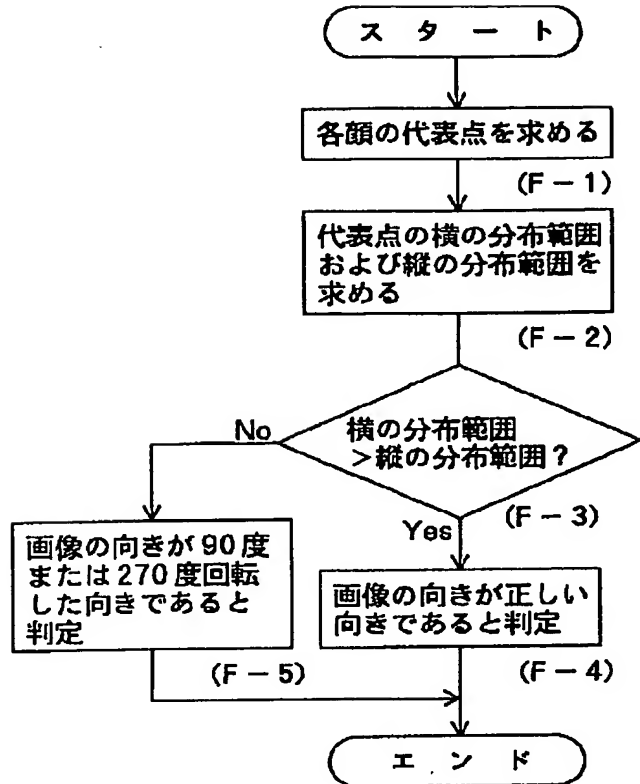 スタート
各顔の代表点を求める
(F-1)
代表点の横の分布範囲
および縦の分布範囲を
求める
(F-2)
横の分布範囲
>縦の分布範囲?
(F-3)
No
Yes
画像の向きが90度
または270度回転
した向きであると
判定
(F-5)
画像の向きが正しい
向きであると判定
(F-4)
エンド